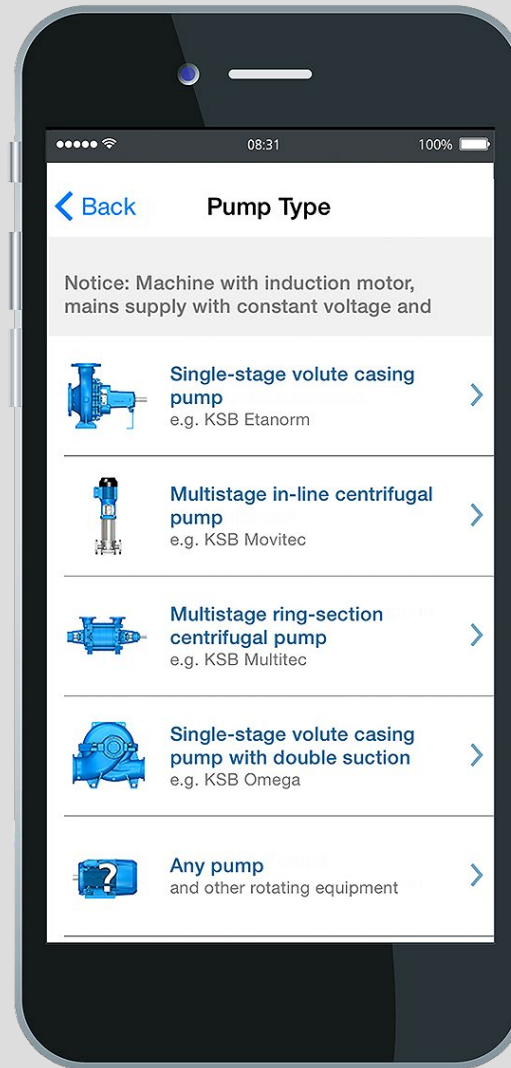 08:31
100%
Back
Pump Type
Notice: Machine with induction motor,
mains supply with constant voltage and
Single-stage volute casing
pump
e.g. KSB Etanorm
Multistage in-line centrifugal
pump
e.g. KSB Movitec
Multistage ring-section
centrifugal pump
e.g. KSB Multitec
Single-stage volute casing
pump with double suction
e.g. KSB Omega
?
Any pump
and other rotating equipment